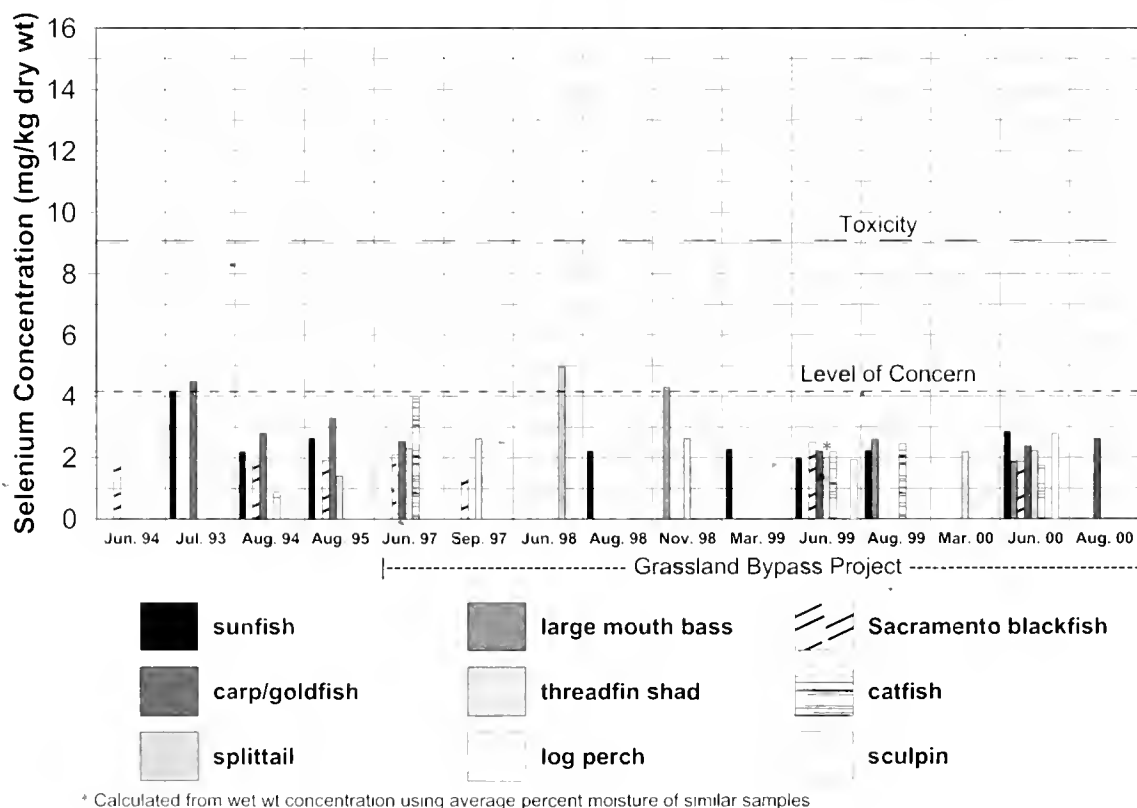 Selenium Concentration (mg/kg dry wt)
16
14
12
10
8
6
4
2
0
Toxicity
Level of Concern
*
Jun. 94 Jul. 93 Aug. 94 Aug. 95 Jun. 97 Sep. 97 Jun. 98 Aug. 98 Nov. 98 Mar. 99 Jun. 99 Aug. 99 Mar. 00 Jun. 00 Aug. 00
Grassland Bypass Project
sunfish
large mouth bass
Sacramento blackfish
carp/goldfish
threadfin shad
catfish
splittail
log perch
sculpin
* Calculated from wet wt concentration using average percent moisture of similar samples